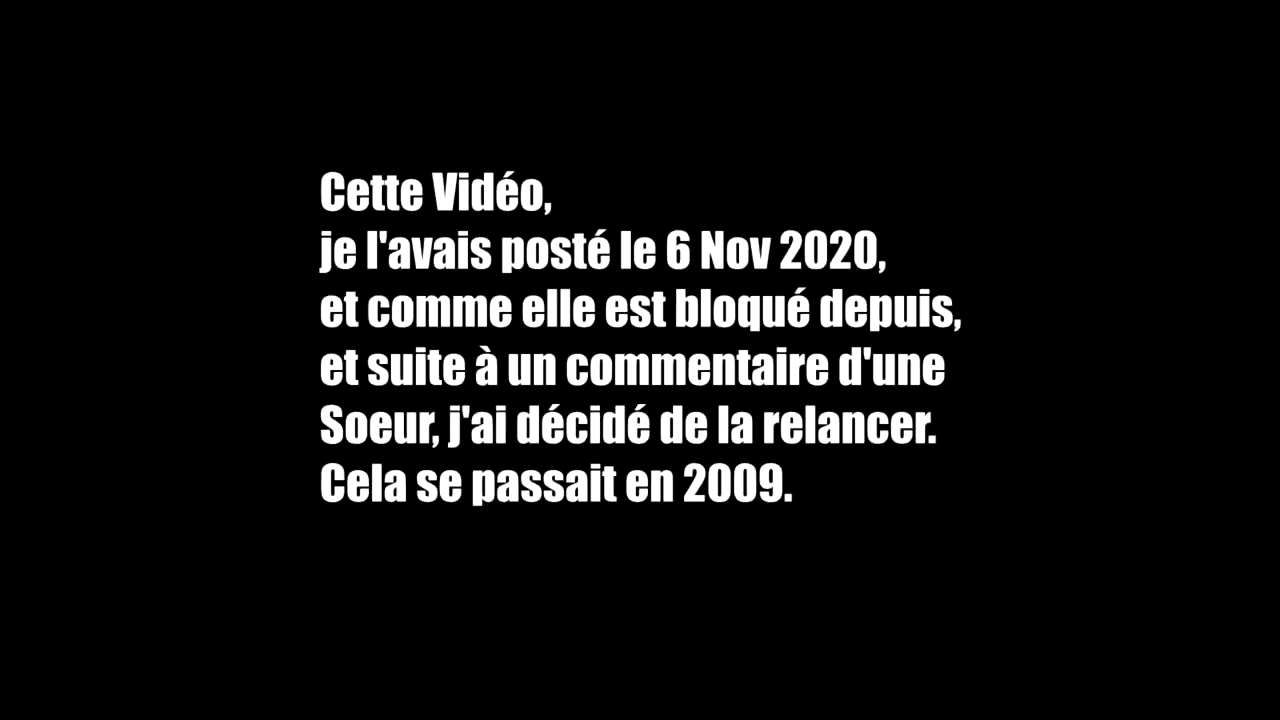 Cette Vidéo,
je l'avais posté le 6 Nov 2020,
et comme elle est bloqué depuis,
et suite à un commentaire d'une
Soeur, j'ai décidé de la relancer.
Cela se passait en 2009.